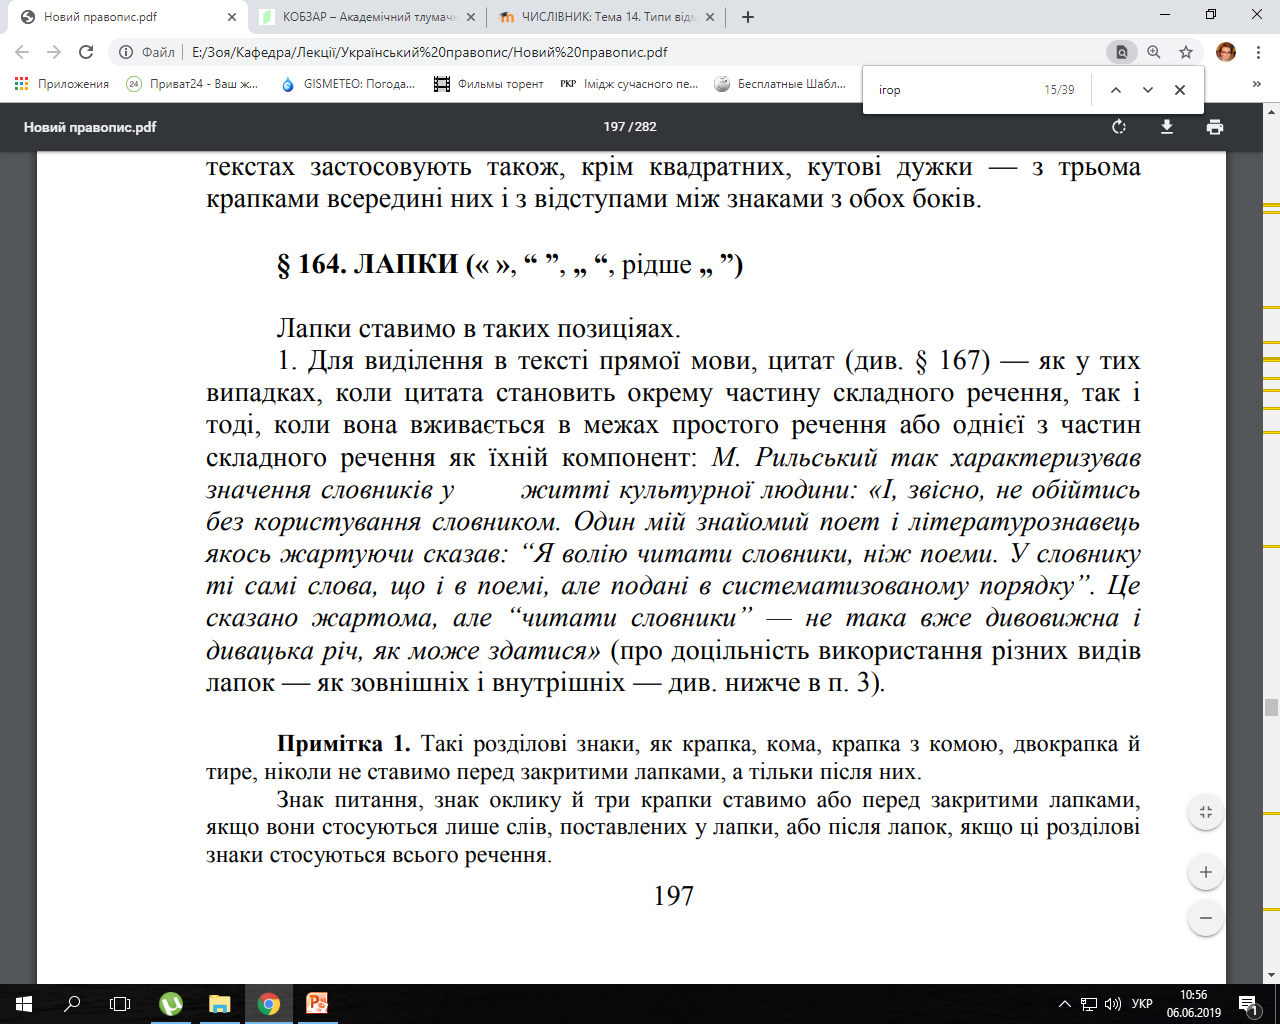 Новий правопис.pdf
КОБЗАР – Академічний тлумачн
ЧИСЛІВНИК: Тема 14. Типи відм
Файл | E:/Зоя/Кафедра/Лекції/Український%20правопис/Новий%20правопис.pdf
Приложения
24 Приват24 - Ваш ж...
GISMETEO: Погода...
Фильмы торент
РКР Імідж сучасного пе...
Бесплатные Шабл...
»
ігор 15/39
Новий правопис.pdf
197 / 282
текстах застосовують також, крім квадратних, кутові дужки — з трьома
крапками всередині них і з відступами між знаками з обох боків.
§ 164. ЛАПКИ (« », “ ”, „ “, рідше „ ”)
Лапки ставимо в таких позиціяах.
1. Для виділення в тексті прямої мови, цитат (див. § 167) — як у тих
випадках, коли цитата становить окрему частину складного речення, так і
тоді, коли вона вживається в межах простого речення або однієї з частин
складного речення як їхній компонент: М. Рильський так характеризував
значення словників у житті культурної людини: «І, звісно, не обійтись
без користування словником. Один мій знайомий поет і літературознавець
якось жартуючи сказав: “Я волію читати словники, ніж поеми. У словнику
ті самі слова, що і в поемі, але подані в систематизованому порядку”. Це
сказано жартома, але “читати словники” — не така вже дивовижна і
дивацька річ, як може здатися» (про доцільність використання різних видів
лапок — як зовнішніх і внутрішніх — див. нижче в п. 3).
Примітка 1. Такі розділові знаки, як крапка, кома, крапка з комою, двокрапка й
тире, ніколи не ставимо перед закритими лапками, а тільки після них.
Знак питання, знак оклику й три крапки ставимо або перед закритими лапками,
якщо вони стосуються лише слів, поставлених у лапки, або після лапок, якщо ці розділові
знаки стосуються всього речення.
197
УКР
10:56
06.06.2019
1